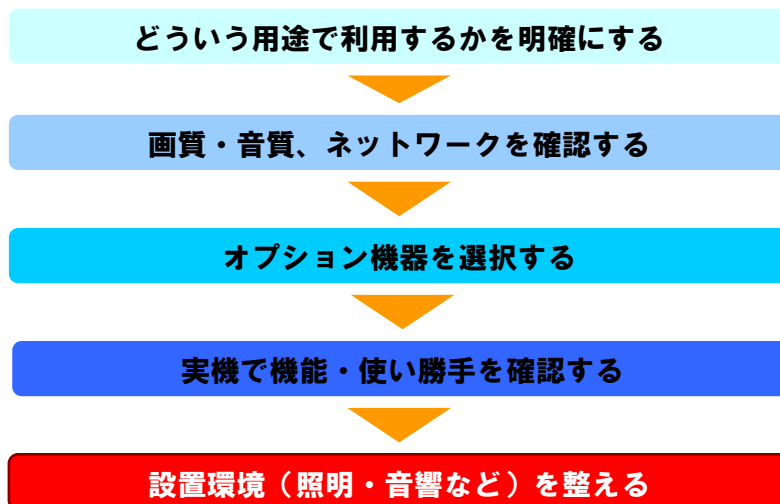 どういう用途で利用するかを明確にする
画質・音質、ネットワークを確認する
オプション機器を選択する
実機で機能・使い勝手を確認する
設置環境（照明・音響など）を整える